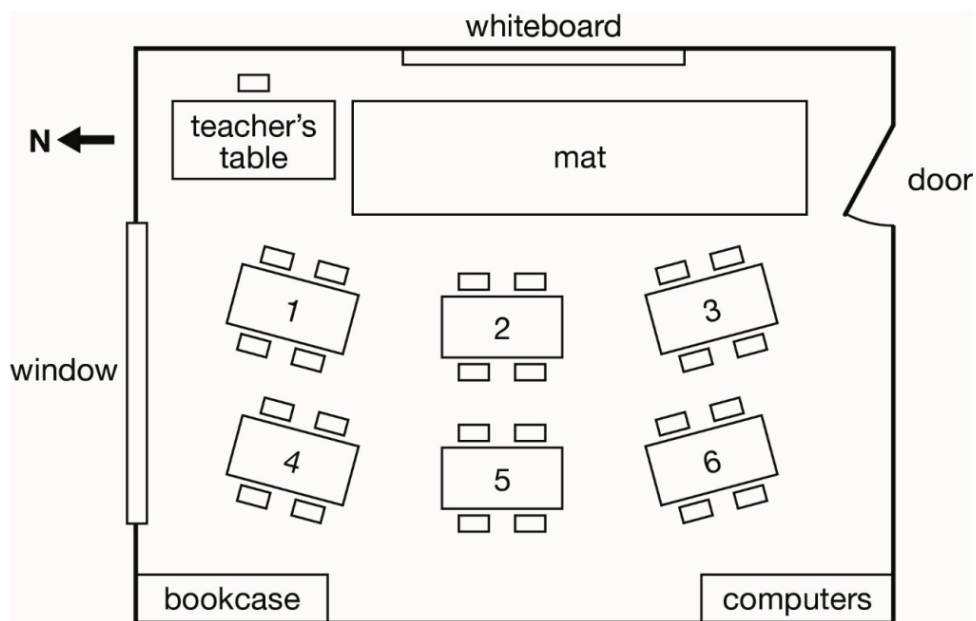 whiteboard
teacher's
table
mat
N
door
1
2
3
window
4
5
6
bookcase
computers